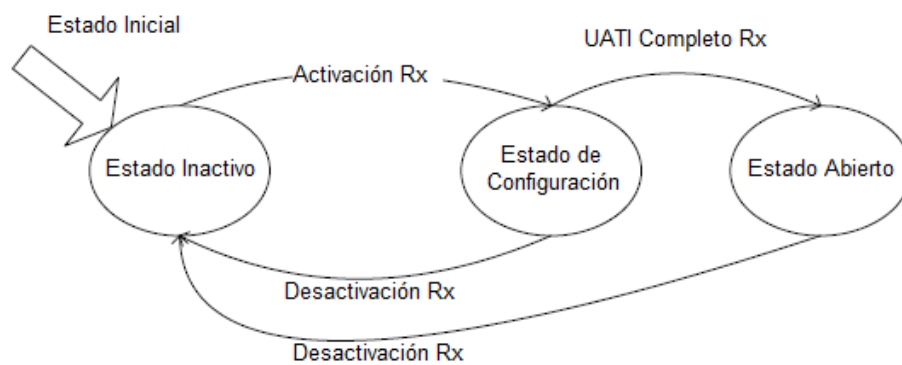 Estado Inicial
UATI Completo Rx
Activación Rx
Estado Inactivo
Estado de
Configuración
Estado Abierto
Desactivación Rx
Desactivación Rx